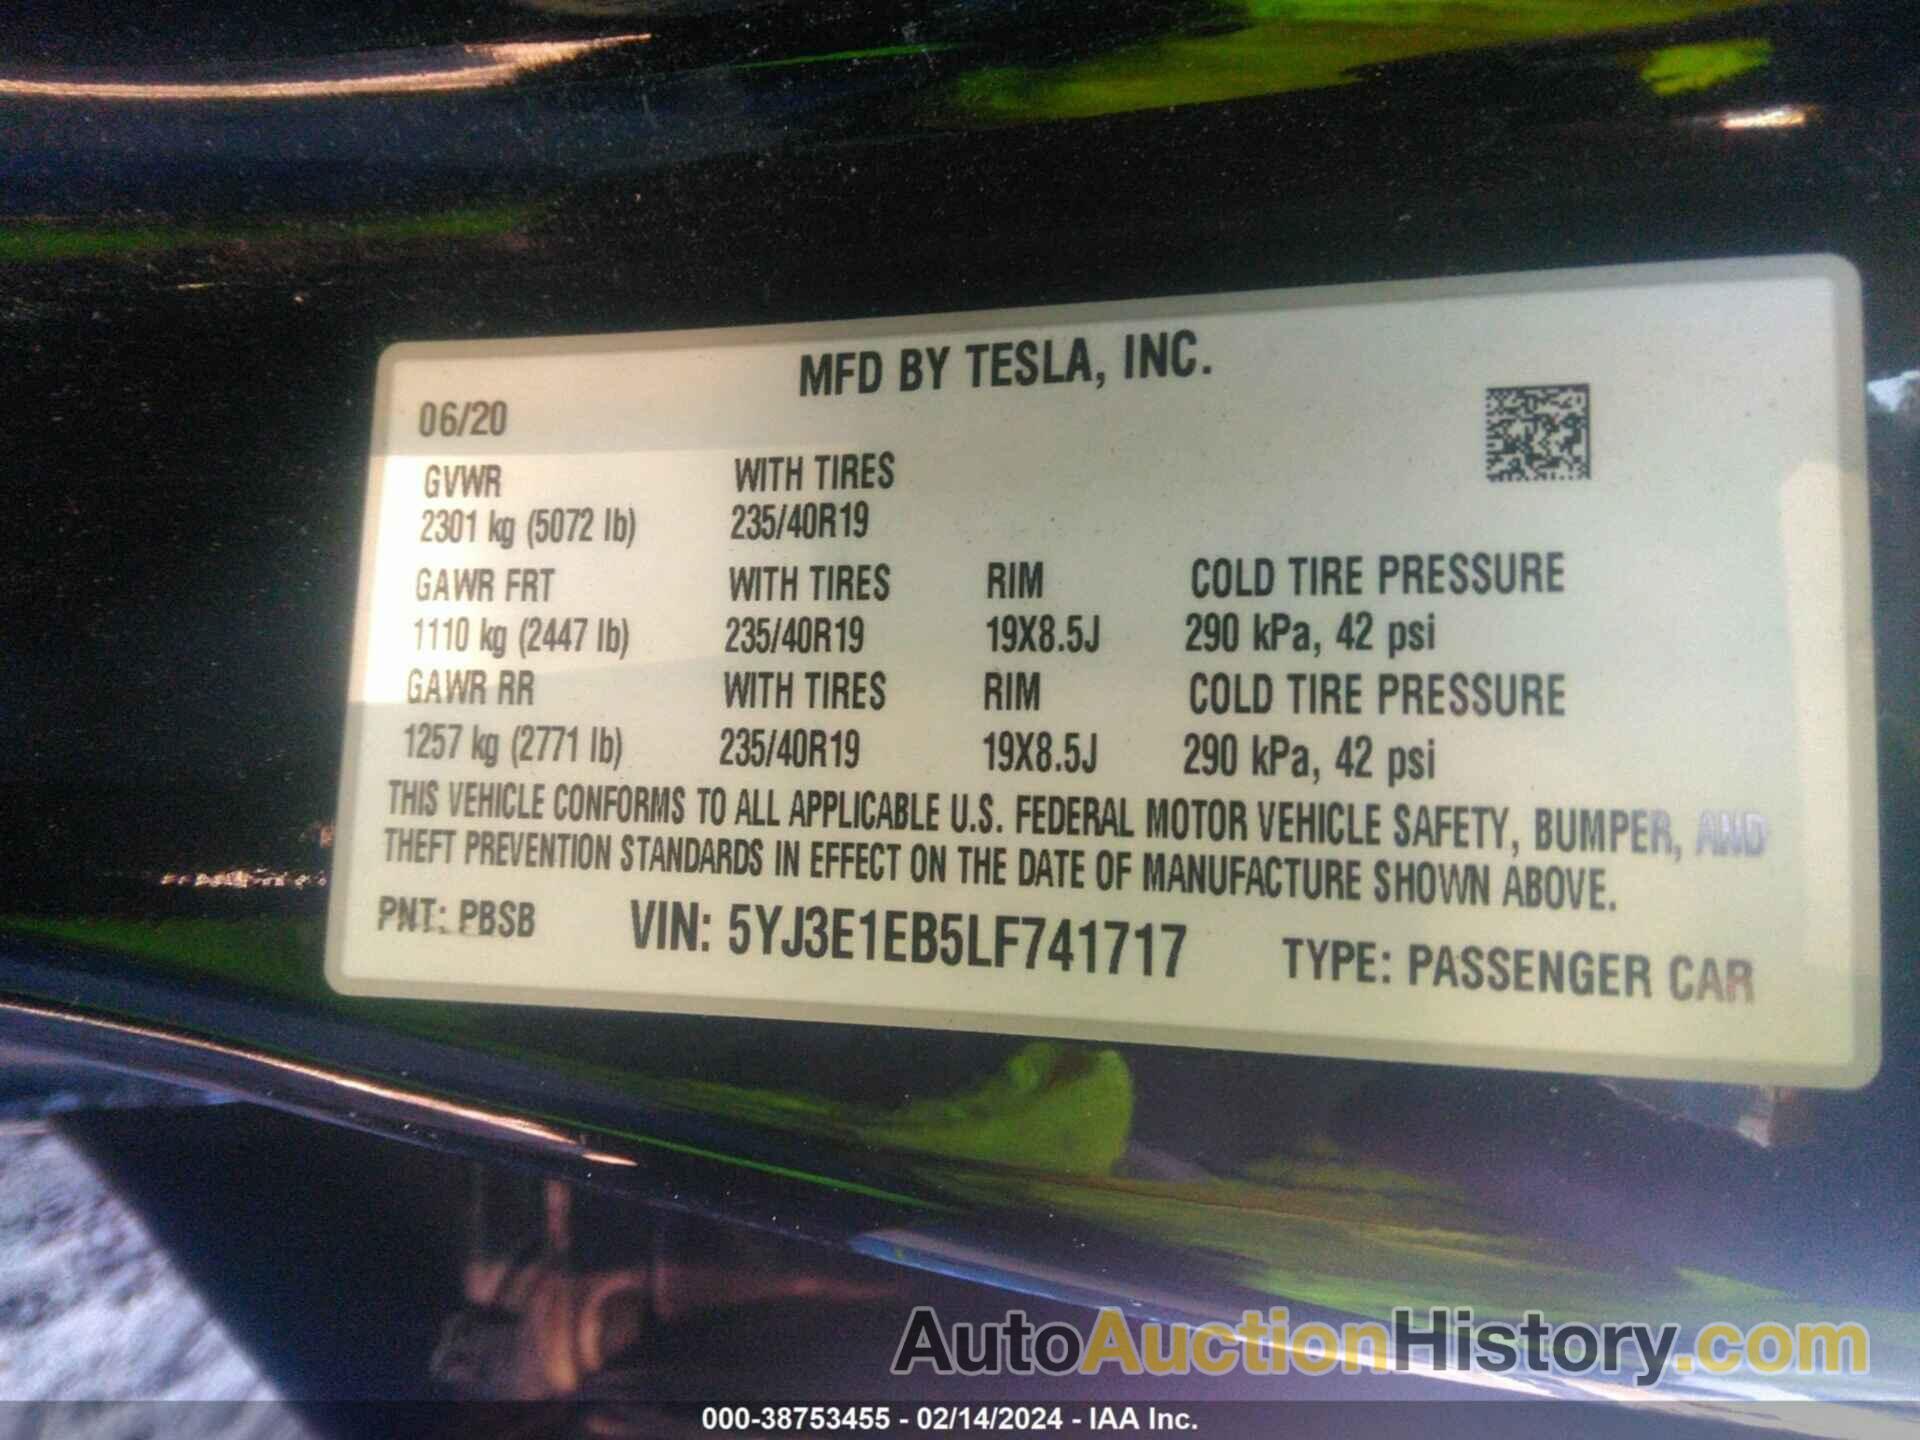 MFD BY TESLA, INC.
06/20
GVWR WITH TIRES
2301 kg (5072 lb) 235/40R19
GAWR FRT WITH TIRES RIM COLD TIRE PRESSURE
1110 kg (2447 lb) 235/40R19 19X8.5J 290 kPa, 42 psi
GAWR RR WITH TIRES RIM COLD TIRE PRESSURE
1257 kg (2771 lb) 235/40R19 19X8.5J 290 kPa, 42 psi
THIS VEHICLE CONFORMS TO ALL APPLICABLE U.S. FEDERAL MOTOR VEHICLE SAFETY, BUMPER, AND
THEFT PREVENTION STANDARDS IN EFFECT ON THE DATE OF MANUFACTURE SHOWN ABOVE.
PNT: PBSB VIN: 5YJ3E1EB5LF741717 TYPE: PASSENGER CAR
AutoAuctionHistory.com
000-38753455 - 02/14/2024 - IAA Inc.